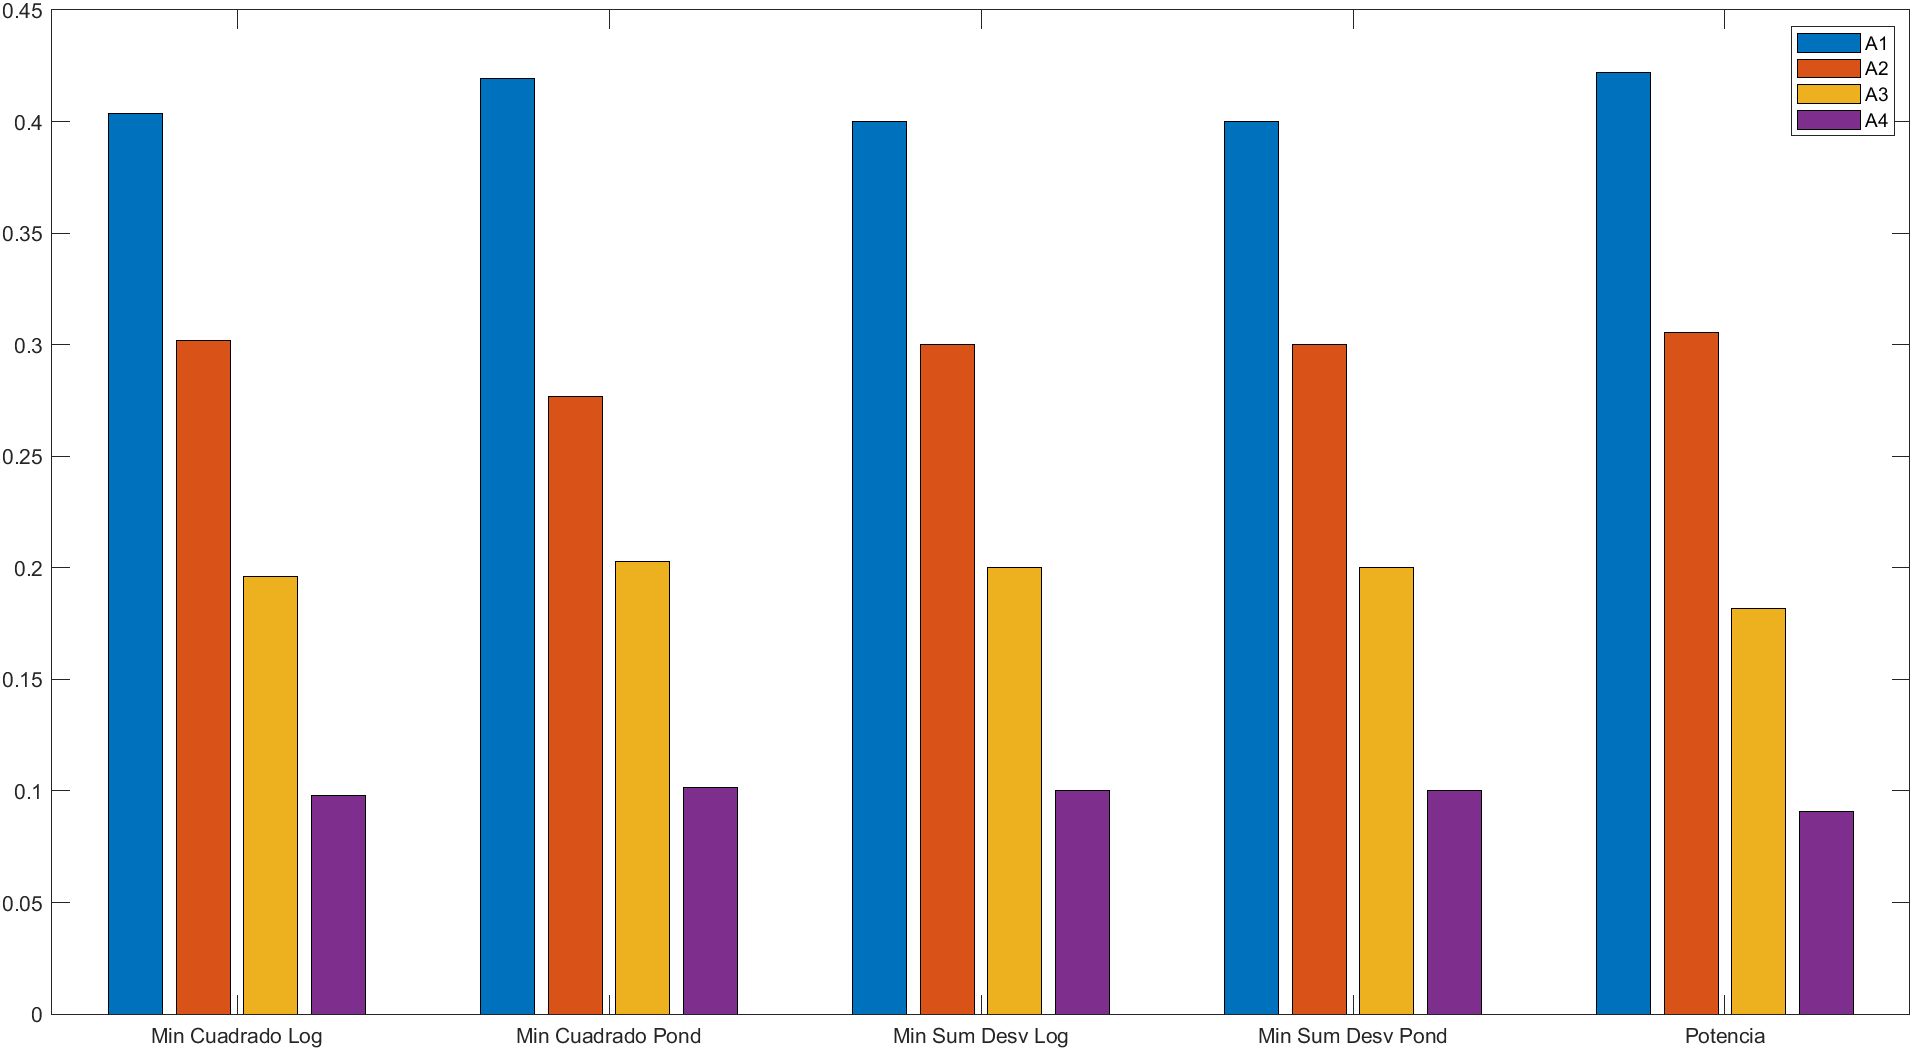 0.45
0.4
0.35
0.3
0.25
0.2
0.15
0.1
0.05
0
A1
A2
A3
A4
Min Cuadrado Log
Min Cuadrado Pond
Min Sum Desv Log
Min Sum Desv Pond
Potencia